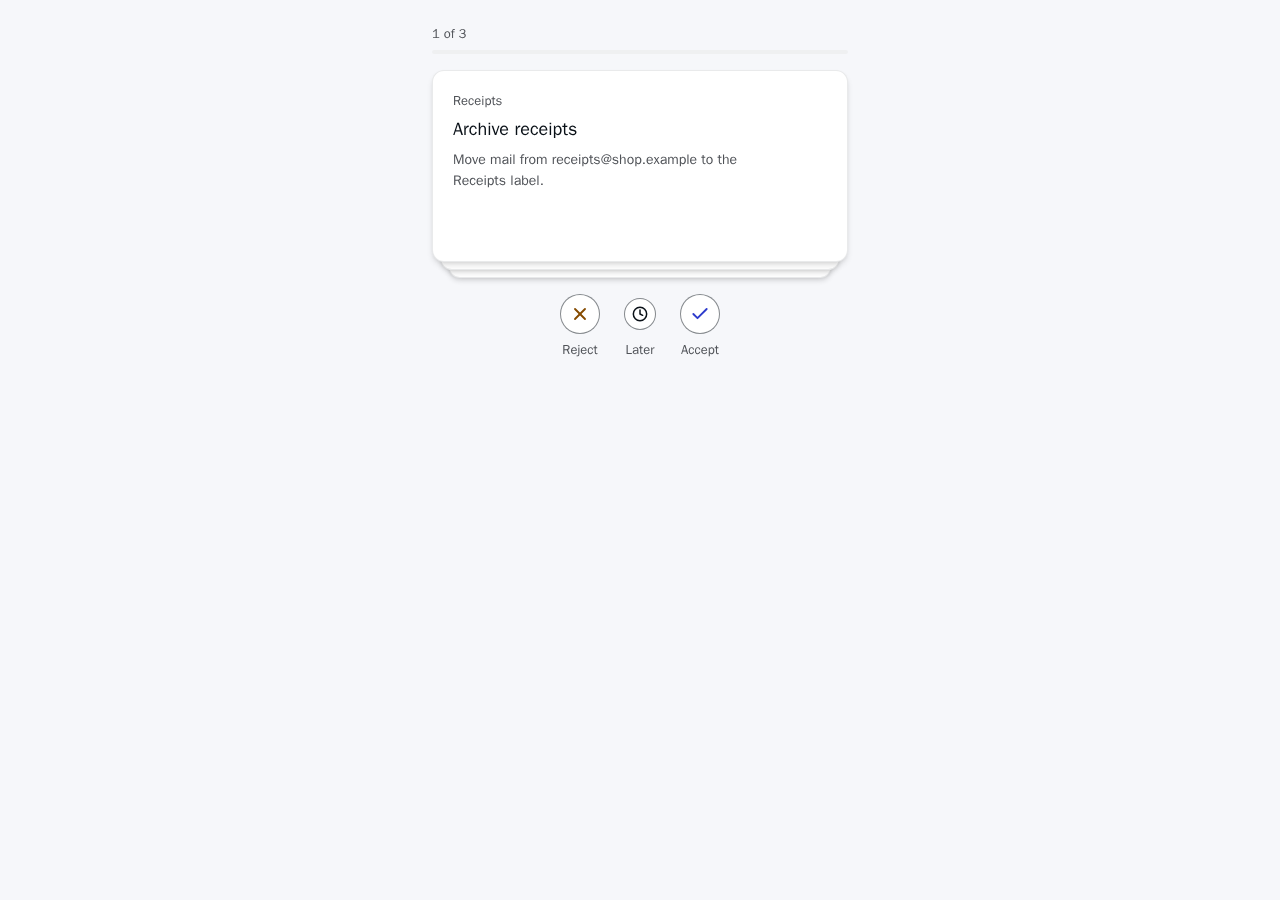 1 of 3
Receipts
Archive receipts
Move mail from receipts@shop.example to the
Receipts label.
Reject
Later
Accept